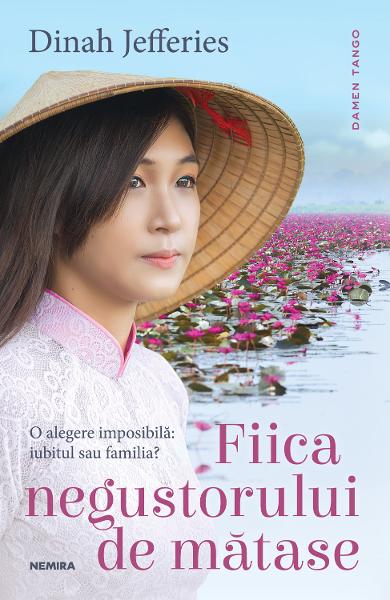 Dinah Jefferies
DAMEN TANGO
O alegere imposibilă:
iubitul sau familia?
Fiica
negustorului
de mătase
NEMIRA